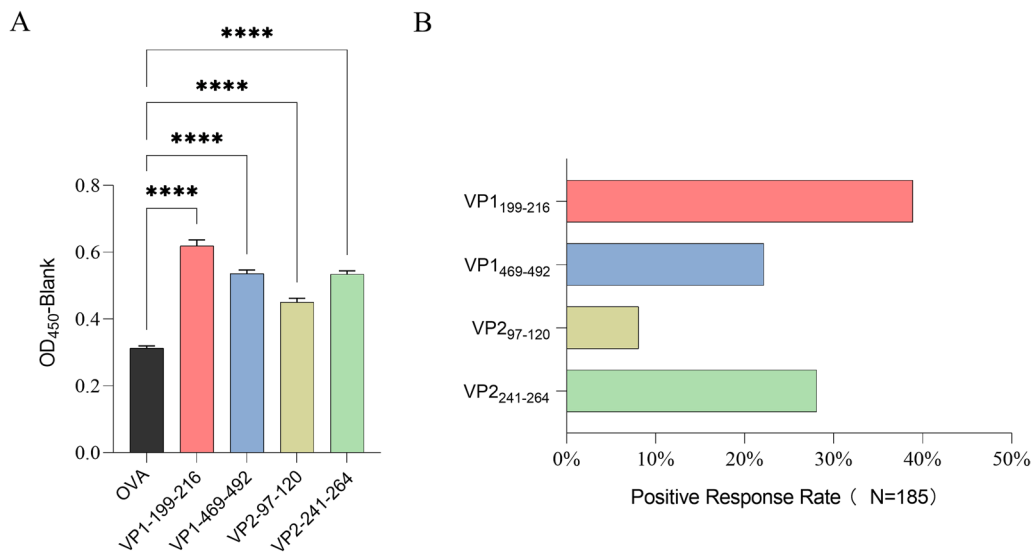 A
B
****
****
****
****
OD450-Blank
0.8
0.6
0.4
0.2
0.0
OVA
VP1-199-216
VP1-469-492
VP2-97-120
VP2-241-264
VP1199-216
VP1469-492
VP297-120
VP2241-264
0%
10%
20%
30%
40%
50%
Positive Response Rate ( N=185)